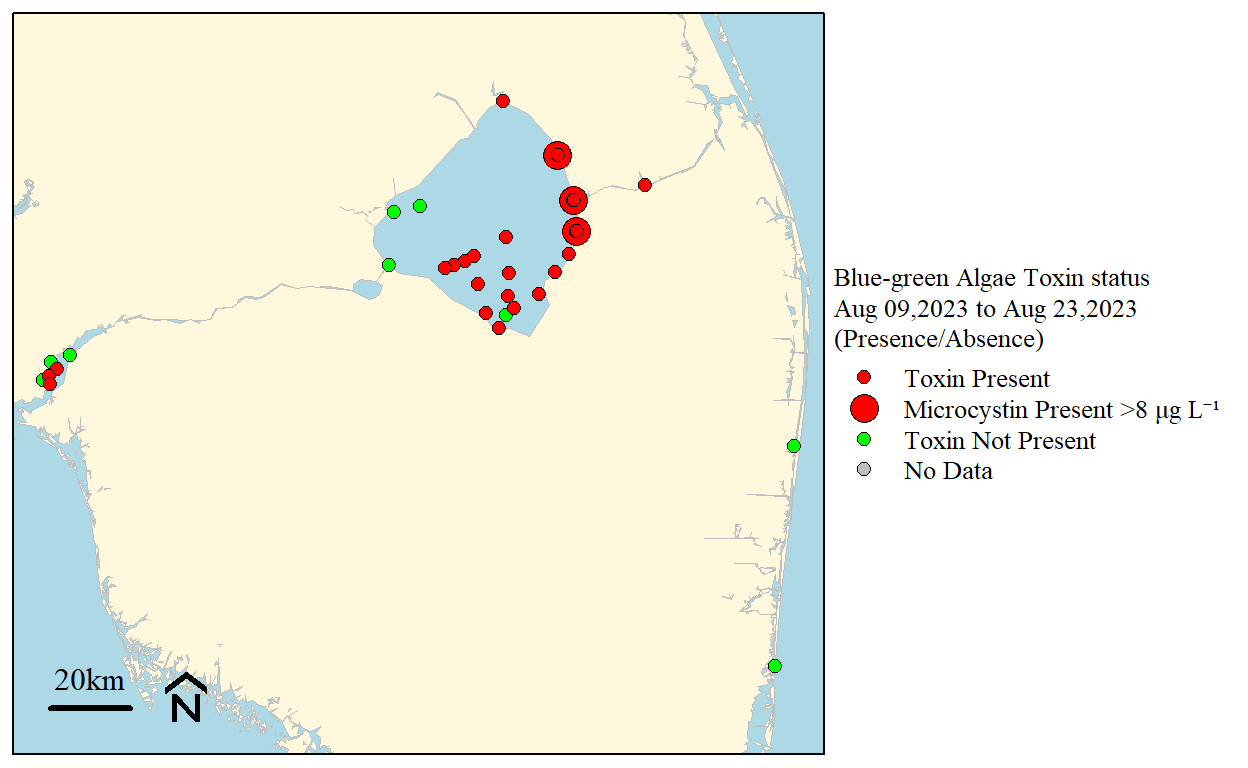 Blue-green Algae Toxin status
Aug 09,2023 to Aug 23,2023
(Presence/Absence)
Toxin Present
Microcystin Present >8 μg L⁻¹
Toxin Not Present
No Data
20km
N